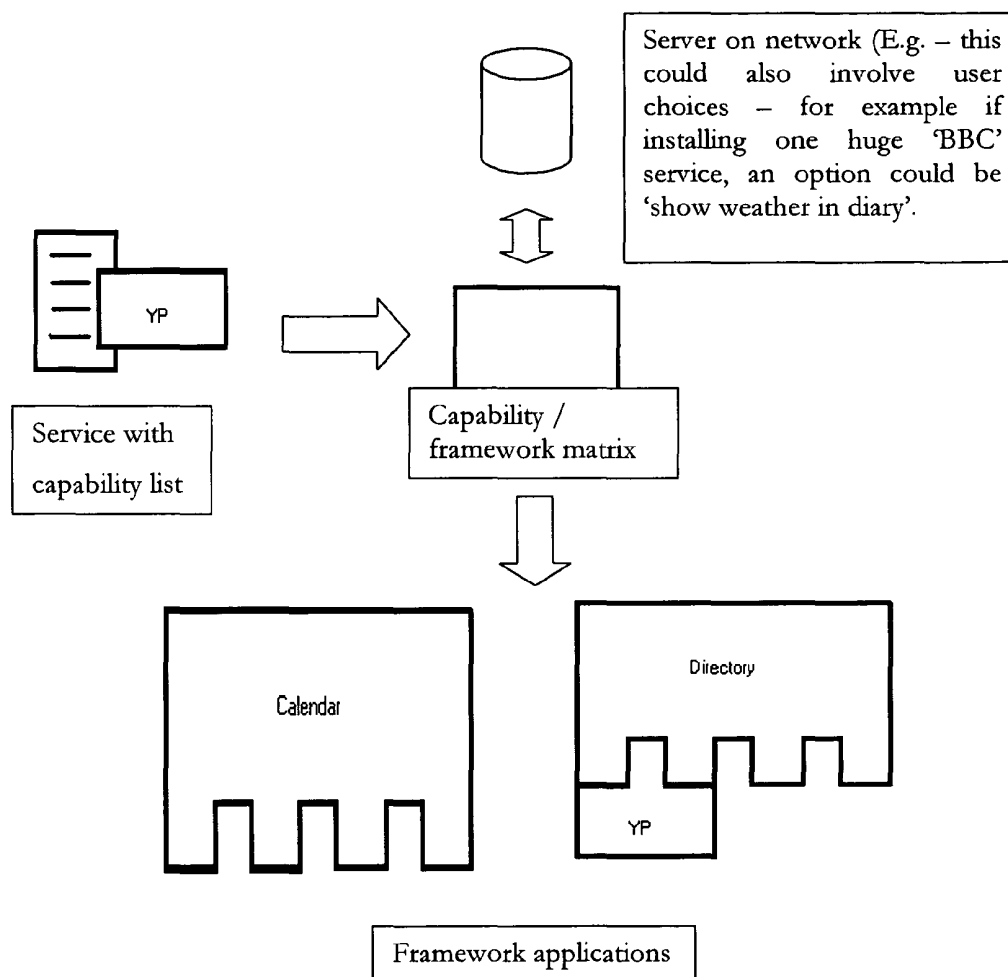 Server on network (E.g. – this
could also involve user
choices – for example if
installing one huge ‘BBC’
service, an option could be
‘show weather in diary’.
YP
Service with
capability list
Capability /
framework matrix
Calendar
Directory
YP
Framework applications